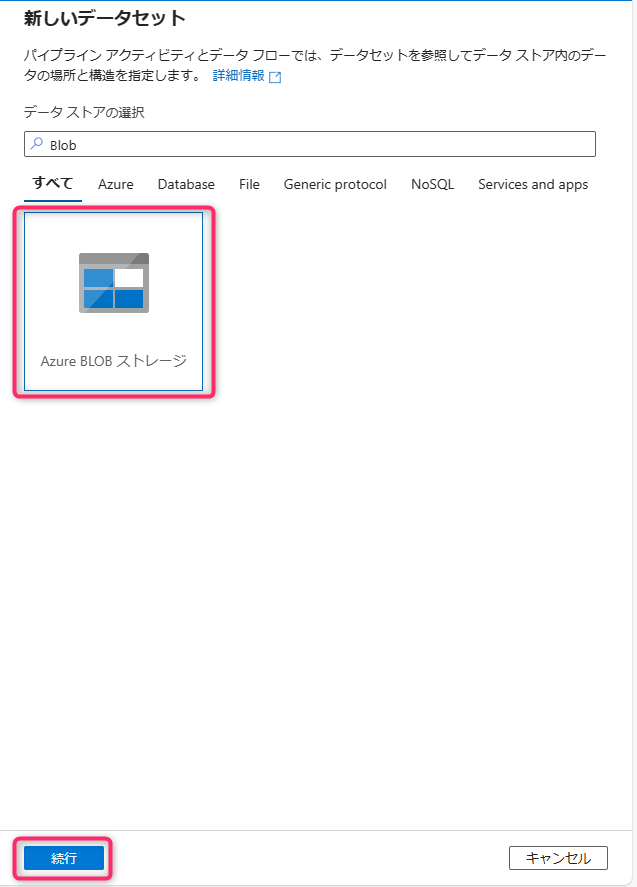 新しいデータセット
パイプライン アクティビティとデータ フローでは、データセットを参照してデータ ストア内のデー
タの場所と構造を指定します。 詳細情報
データ ストアの選択
Blob
すべて Azure Database File Generic protocol NoSQL Services and apps
Azure BLOB ストレージ
続行 キャンセル